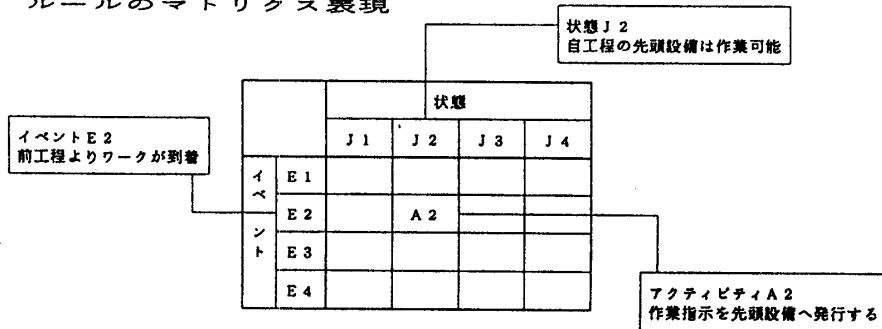 ルールのマトリクス表現
状態J2
自工程の先頭設備は作業可能
状態
イベントE2
前工程よりワークが到着
J1 J2 J3 J4
イベント
E1
E2 A2
E3
E4
アクティビティA2
作業指示を先頭設備へ発行する